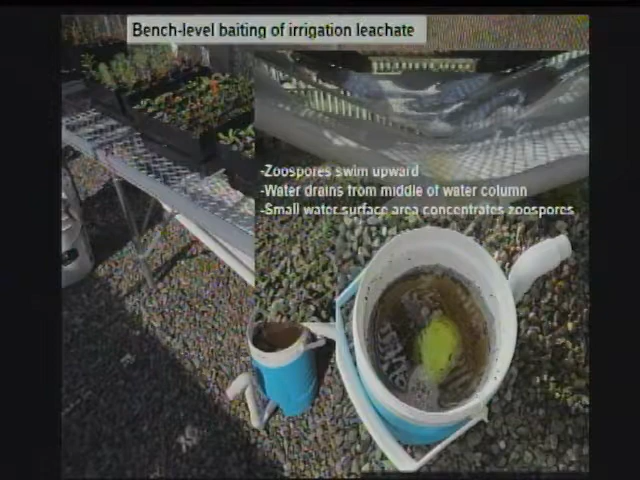 Bench-level baiting of irrigation leachate
-Zoospores swim upward
-Water drains from middle of water column
-Small water surface area concentrates zoospores